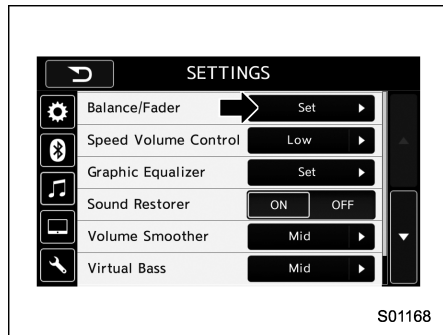 SETTINGS
Balance/Fader Set
Speed Volume Control Low
Graphic Equalizer Set
Sound Restorer ON OFF
Volume Smoother Mid
Virtual Bass Mid
S01168